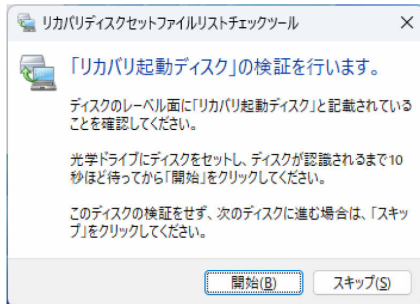 リカバリディスクセットファイルリストチェックツール
「リカバリ起動ディスク」の検証を行います。
ディスクのレーベル面に「リカバリ起動ディスク」と記載されている
ことを確認してください。
光学ドライブにディスクをセットし、ディスクが認識されるまで10
秒ほど待ってから「開始」をクリックしてください。
このディスクの検証をせず、次のディスクに進む場合は、「スキッ
プ」をクリックしてください。
開始(B)
スキップ(S)